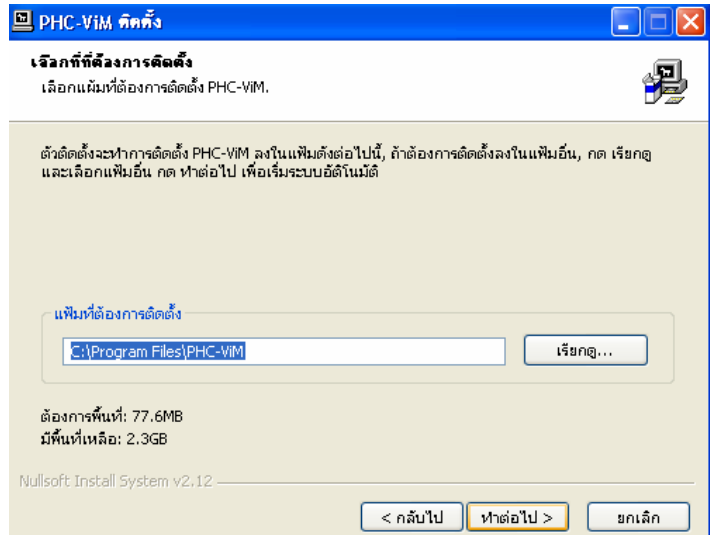 PHC-ViM ติดตั้ง
เลือกที่ที่ต้องการติดตั้ง
เลือกแฟ้มที่ต้องการติดตั้ง PHC-ViM.
ตัวติดตั้งจะทำการติดตั้ง PHC-ViM ลงในแฟ้มดังต่อไปนี้, ถ้าต้องการติดตั้งลงในแฟ้มอื่น, กด เรียกดู
และเลือกแฟ้มอื่น กด ทำต่อไป เพื่อเริ่มระบบอัติโนมัติ
แฟ้มที่ต้องการติดตั้ง
C:\Program Files\PHC-ViM
เรียกดู...
ต้องการพื้นที่: 77.6MB
มีพื้นที่เหลือ: 2.3GB
Nullsoft Install System v2.12
< กลับไป
ทำต่อไป >
ยกเลิก